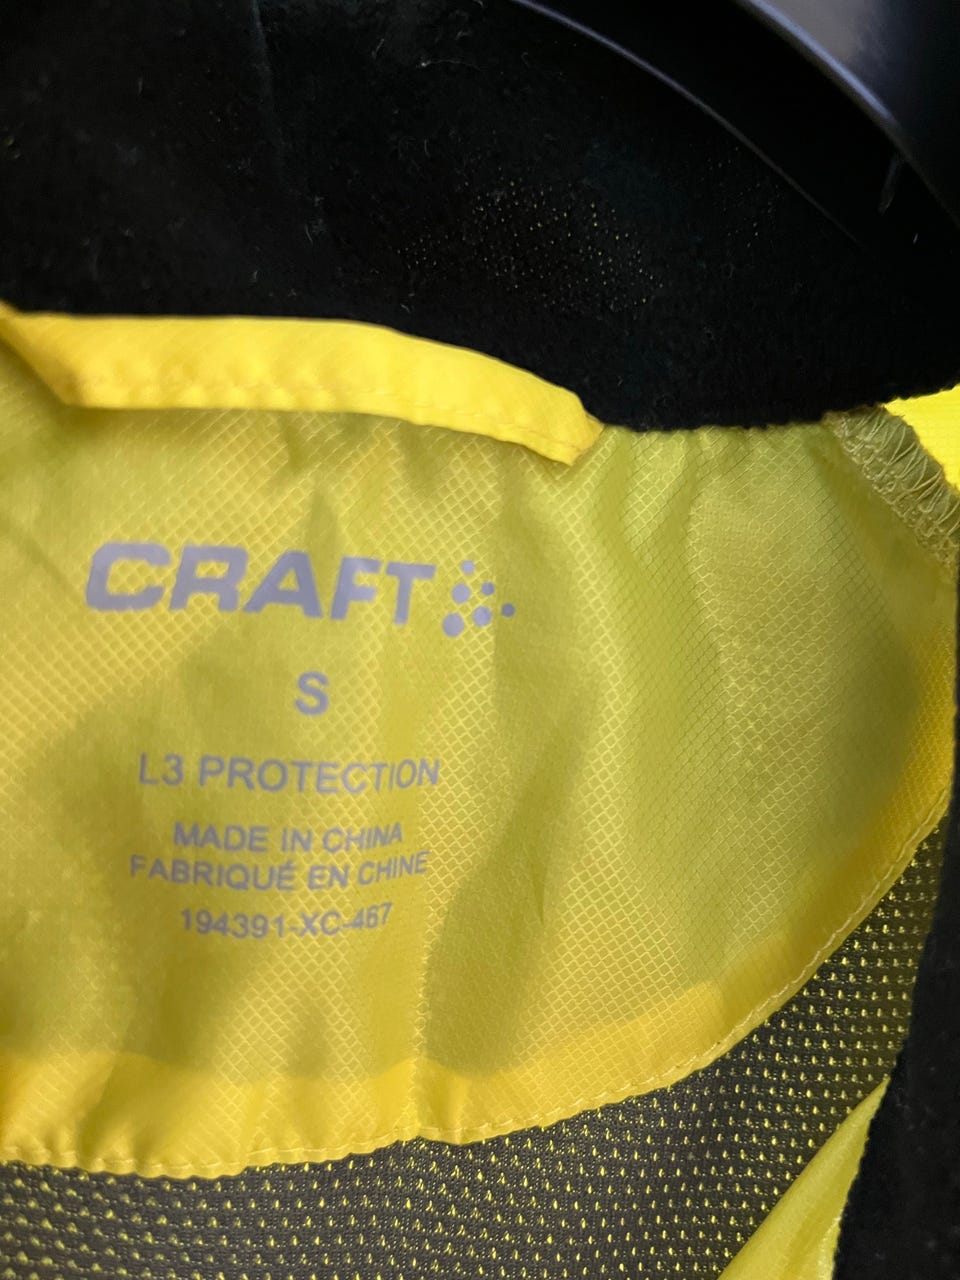 CRAFT
S
L3 PROTECTION
MADE IN CHINA
FABRIQUÉ EN CHINE
194391-XC-467